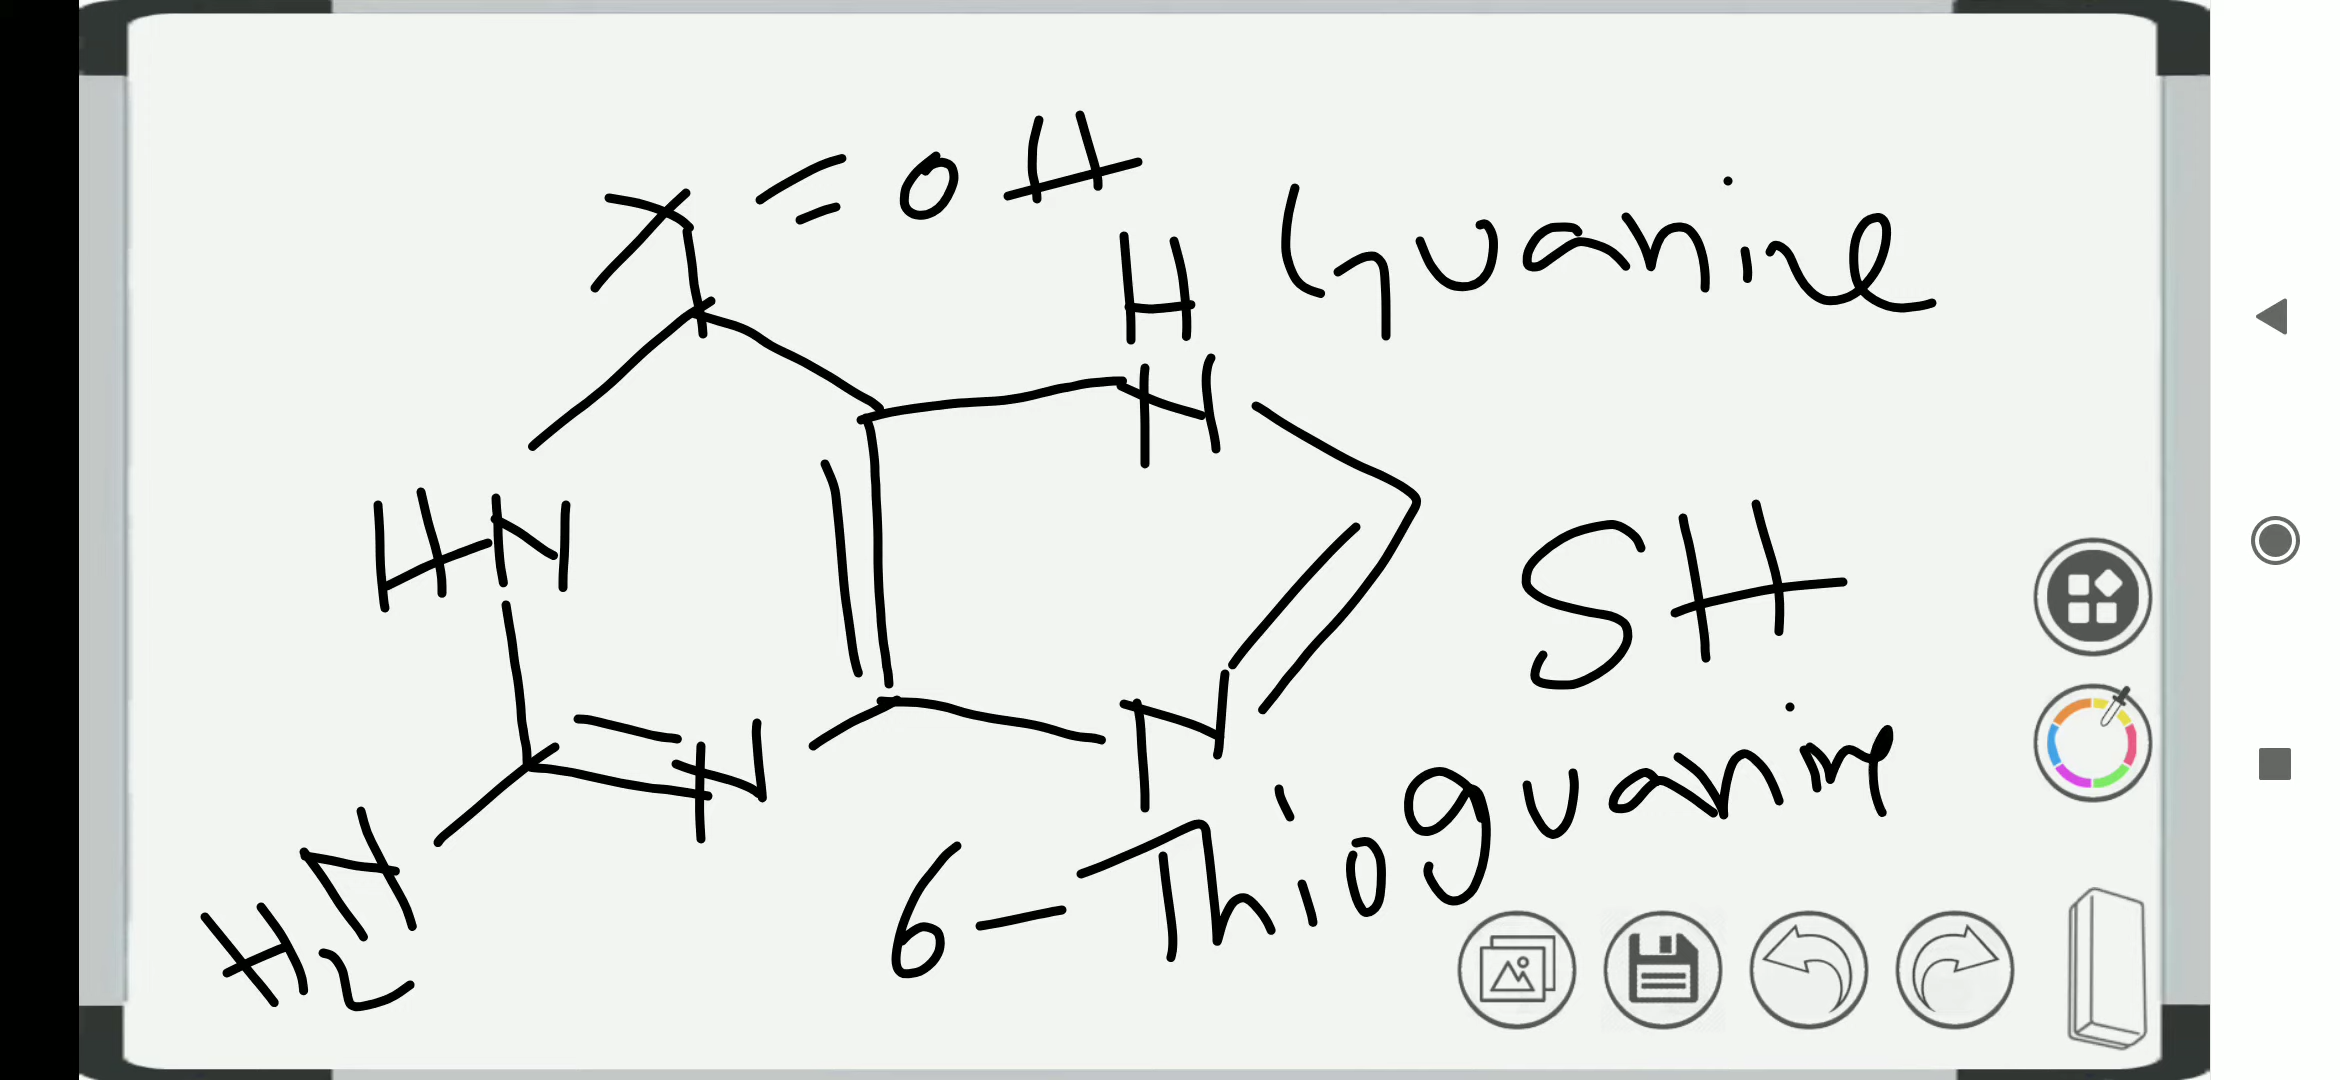 X = OH
Guanine
H
N
HN
SH
N
N
H2N
6-Thioguanine